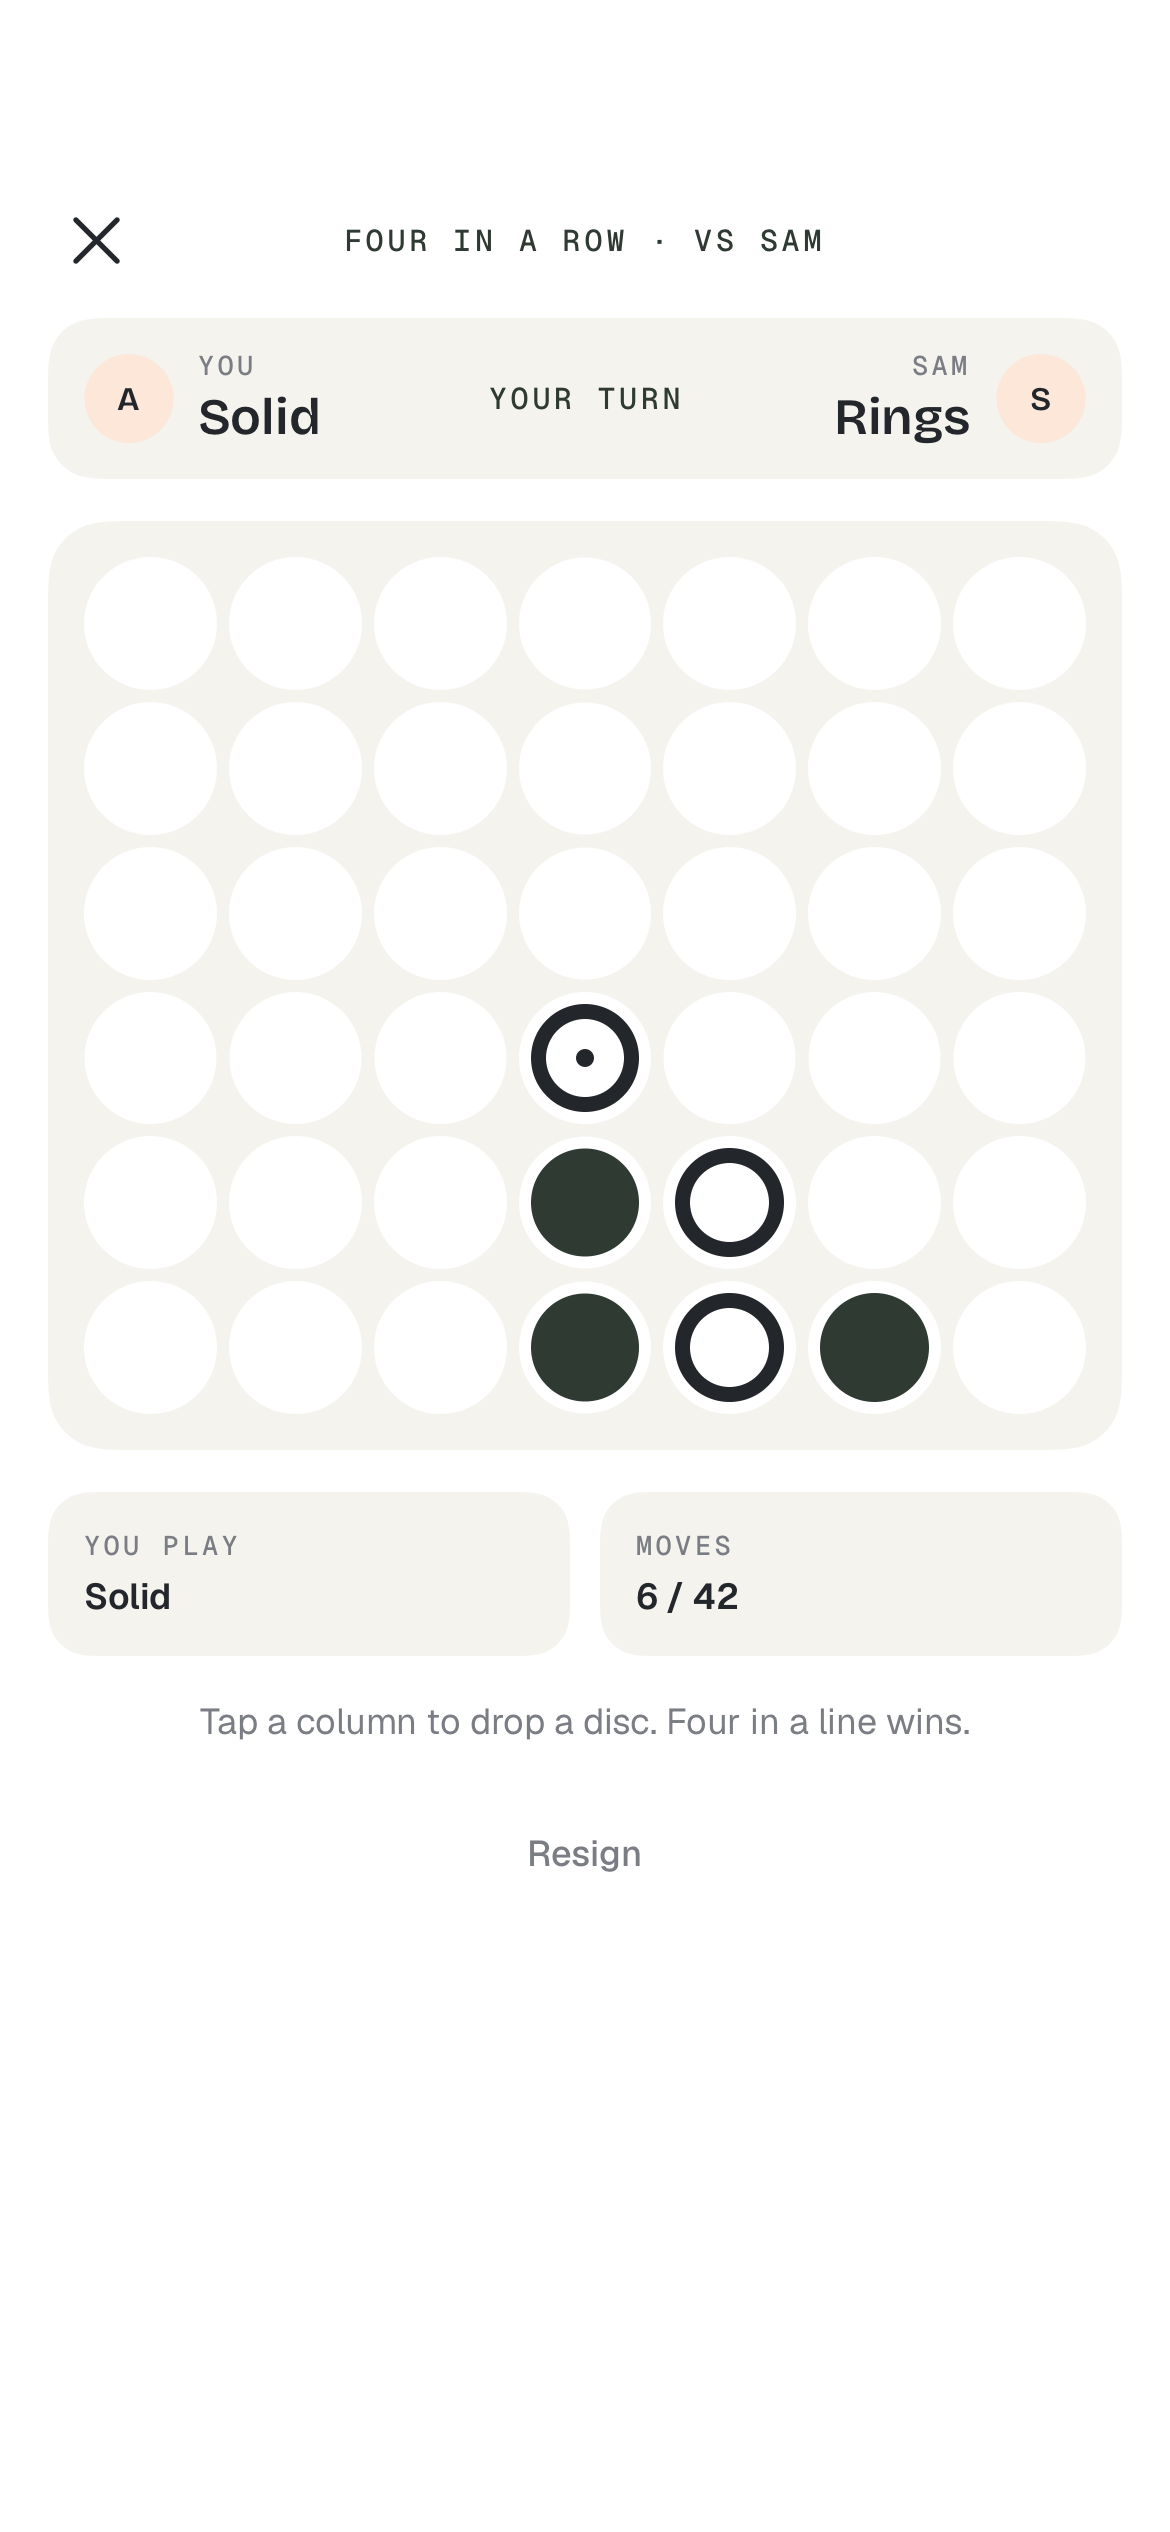 FOUR IN A ROW · VS SAM
A
YOU
Solid
YOUR TURN
SAM
Rings
S
YOU PLAY
Solid
MOVES
6 / 42
Tap a column to drop a disc. Four in a line wins.
Resign